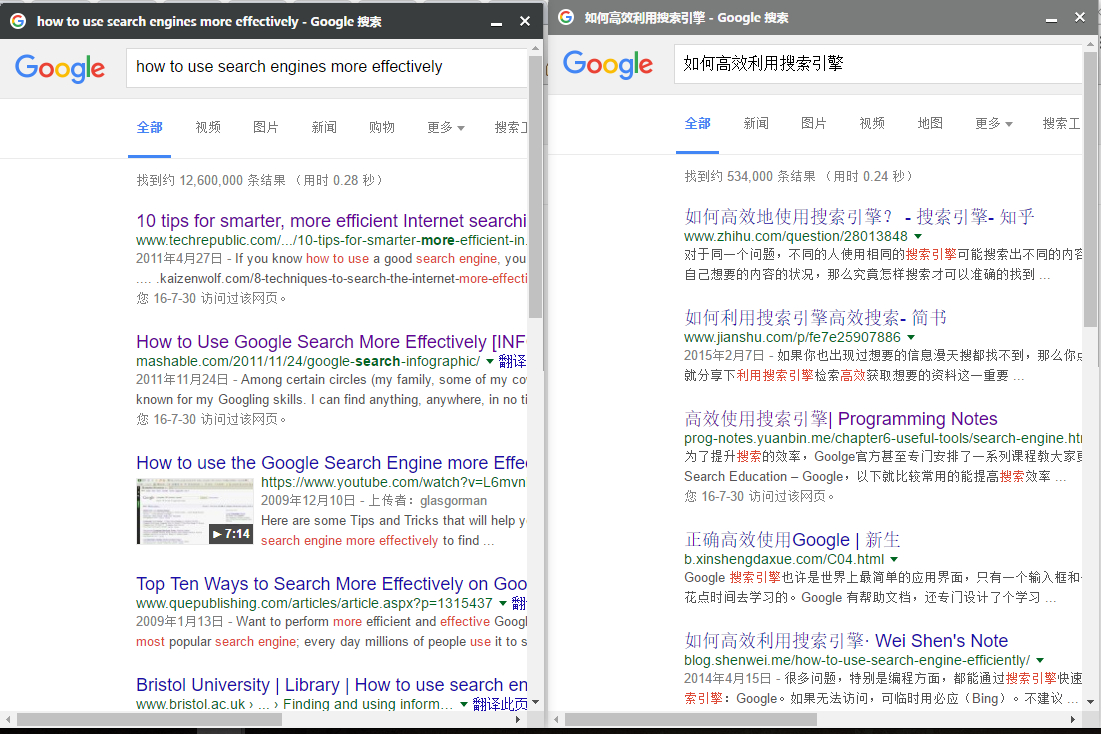 how to use search engines more effectively - Google 搜索
Google
how to use search engines more effectively
全部 视频 图片 新闻 购物 更多 搜索工
找到约 12,600,000 条结果 (用时 0.28 秒)
10 tips for smarter, more efficient Internet searchi
www.techrepublic.com/.../10-tips-for-smarter-more-efficient-in.
2011年4月27日 - If you know how to use a good search engine, you
.... .kaizenwolf.com/8-techniques-to-search-the-internet-more-effecti
您 16-7-30 访问过该网页。
How to Use Google Search More Effectively [INF
mashable.com/2011/11/24/google-search-infographic/ 翻译
2011年11月24日 - Among certain circles (my family, some of my co
known for my Googling skills. I can find anything, anywhere, in no ti
您 16-7-30 访问过该网页。
How to use the Google Search Engine more Effe
https://www.youtube.com/watch?v=L6mvn
2009年12月10日 - 上传者：glasgorman
Here are some Tips and Tricks that will help y
search engine more effectively to find ...
7:14
Top Ten Ways to Search More Effectively on Goo
www.quepublishing.com/articles/article.aspx?p=1315437 翻
2009年1月13日 - Want to perform more efficient and effective Googl
most popular search engine; every day millions of people use it to s
Bristol University | Library | How to use search en
www.bristol.ac.uk › ... › Finding and using inform... 翻译此页
如何高效利用搜索引擎 - Google 搜索
Google
如何高效利用搜索引擎
全部 新闻 图片 视频 地图 更多 搜索工
找到约 534,000 条结果 (用时 0.24 秒)
如何高效地使用搜索引擎？ - 搜索引擎- 知乎
www.zhihu.com/question/28013848
对于同一个问题，不同的人使用相同的搜索引擎可能搜索出不同的内容
自己想要的内容的状况，那么究竟怎样搜索才可以准确的找到 ...
如何利用搜索引擎高效搜索- 简书
www.jianshu.com/p/fe7e25907886
2015年2月7日 - 如果你也出现过想要的信息漫天搜都找不到，那么你点
就分享下利用搜索引擎检索高效获取想要的资料这一重要 ...
高效使用搜索引擎| Programming Notes
prog-notes.yuanbin.me/chapter6-useful-tools/search-engine.htm
为了提升搜索的效率，Goolge官方甚至专门安排了一系列课程教大家更
Search Education – Google，以下就比较常用的能提高搜索效率 ...
您 16-7-30 访问过该网页。
正确高效使用Google | 新生
b.xinshengdaxue.com/C04.html
Google 搜索引擎也许是世界上最简单的应用界面，只有一个输入框和
花点时间去学习的。Google 有帮助文档，还专门设计了个学习 ...
如何高效利用搜索引擎· Wei Shen's Note
blog.shenwei.me/how-to-use-search-engine-efficiently/
2014年4月15日 - 很多问题，特别是编程方面，都能通过搜索引擎快速
索引擎：Google。如果无法访问，可临时用必应（Bing）。不建议 ...